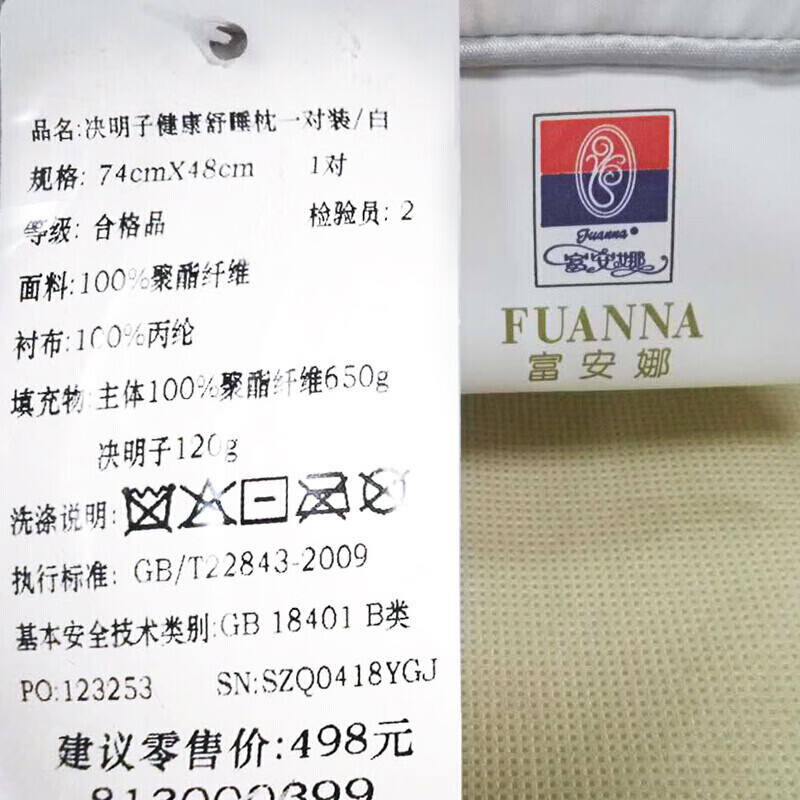 品名:决明子健康舒睡枕一对装/白
规格: 74cmX48cm 1对
等级: 合格品 检验员: 2
面料:100%聚酯纤维
衬布:100%丙纶
填充物:主体100%聚酯纤维650g
决明子120g
洗涤说明:
执行标准: GB/T22843-2009
基本安全技术类别:GB 18401 B类
PO:123253 SN:SZQ0418YGJ
建议零售价:498元
813000399
Fuanna®
富安娜
FUANNA
富安娜